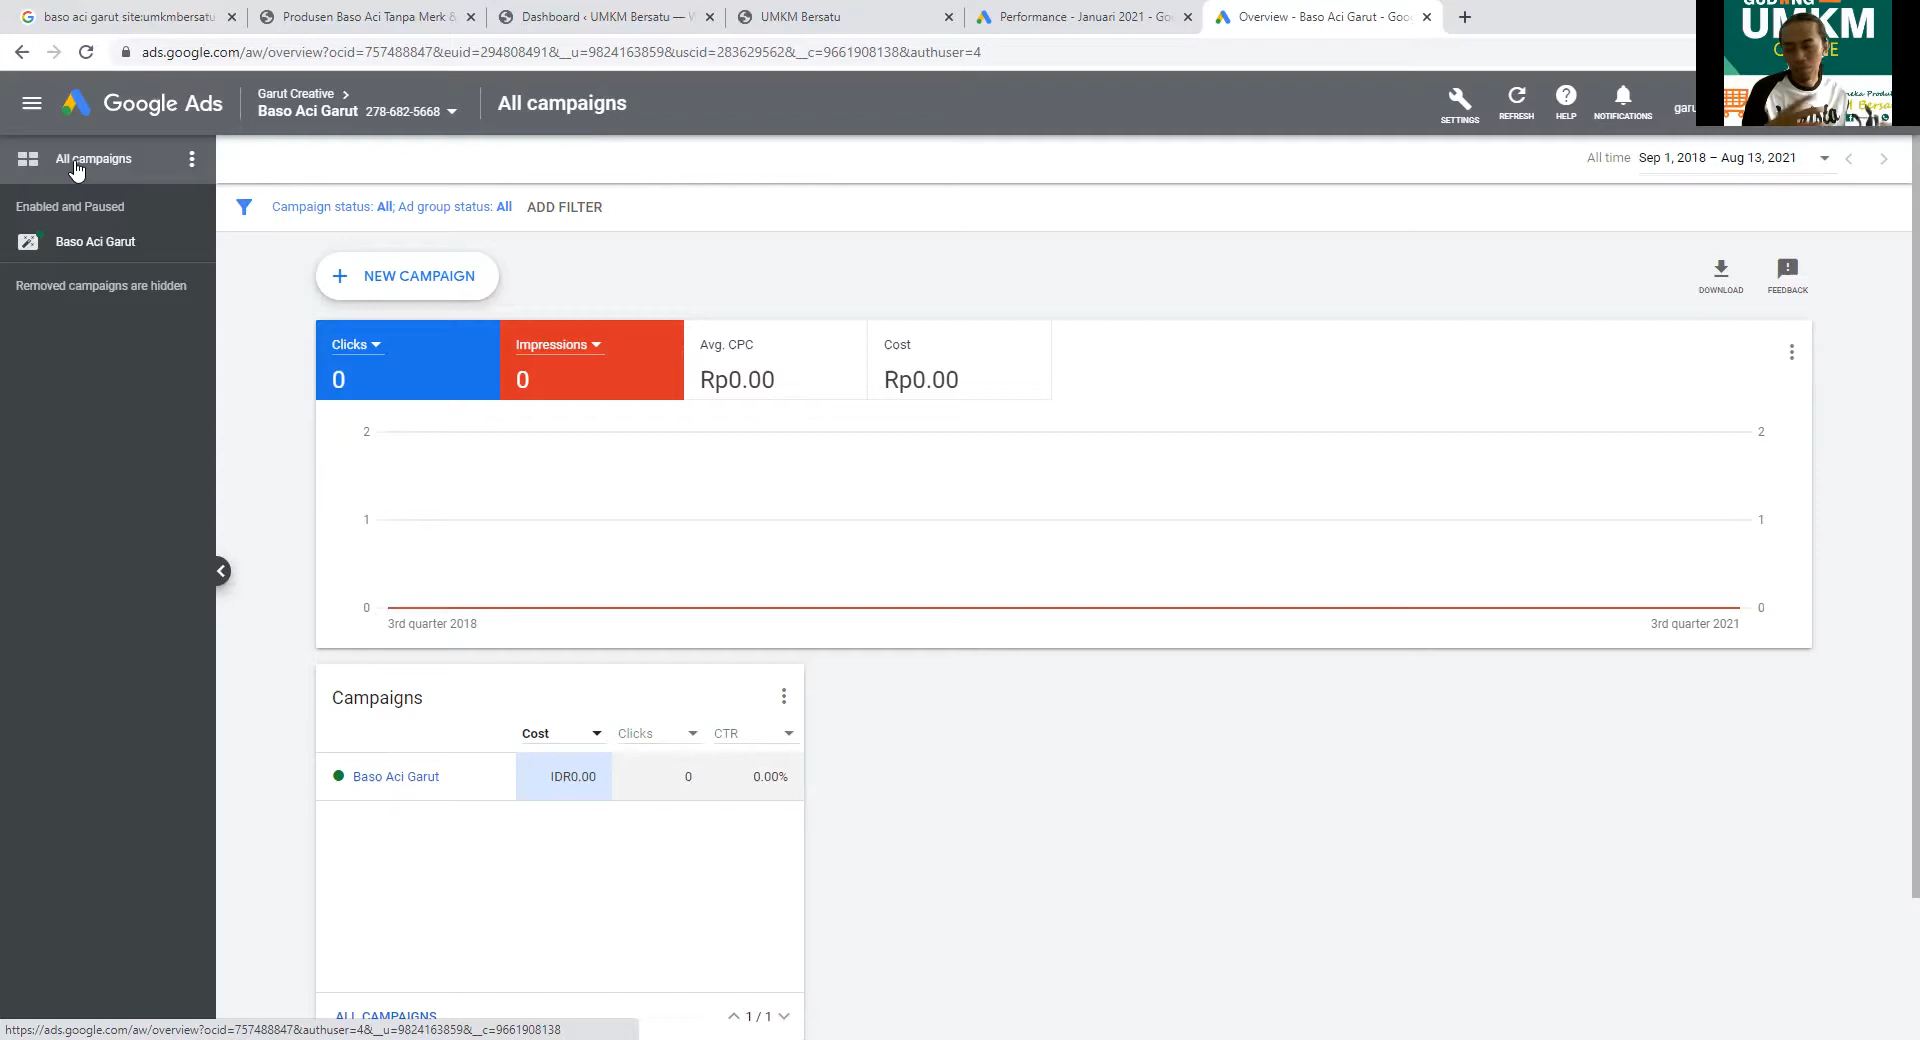 baso aci garut site:umkmbersatu
Produsen Baso Aci Tanpa Merk &
Dashboard ‹ UMKM Bersatu — W
UMKM Bersatu
Performance - Januari 2021 - Go
Overview - Baso Aci Garut - Goo
ads.google.com/aw/overview?ocid=757488847&euid=294808491&__u=9824163859&uscid=283629562&__c=9661908138&authuser=4
UMKM
Google Ads
Garut Creative
Baso Aci Garut 278-682-5668
All campaigns
SETTINGS
REFRESH
HELP
NOTIFICATIONS
garu
All campaigns
All time Sep 1, 2018 – Aug 13, 2021
Enabled and Paused
Baso Aci Garut
Removed campaigns are hidden
Campaign status: All; Ad group status: All
ADD FILTER
+ NEW CAMPAIGN
DOWNLOAD
FEEDBACK
Clicks
0
Impressions
0
Avg. CPC
Rp0.00
Cost
Rp0.00
2
2
1
1
0
0
3rd quarter 2018
3rd quarter 2021
Campaigns
Cost
Clicks
CTR
Baso Aci Garut
IDR0.00
0
0.00%
ALL CAMPAIGNS
1 / 1
https://ads.google.com/aw/overview?ocid=757488847&authuser=4&__u=9824163859&__c=9661908138